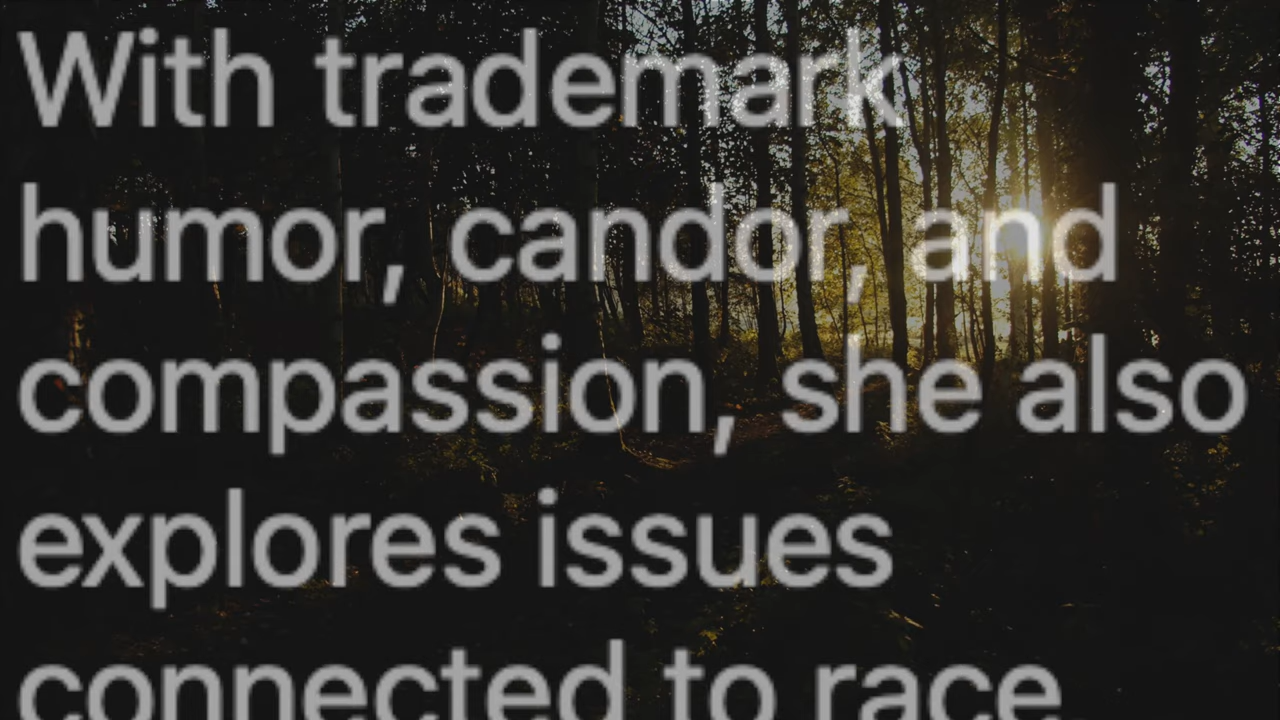 With trademark
humor, candor, and
compassion, she also
explores issues
connected to race